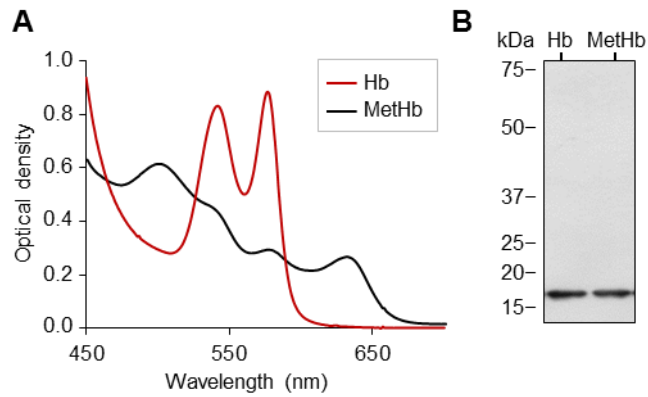 A
1.0
0.8
0.6
0.4
0.2
0.0
Optical density
450
550
650
Wavelength (nm)
Hb
MetHb
B
kDa Hb MetHb
75–
50–
37–
25–
20–
15–